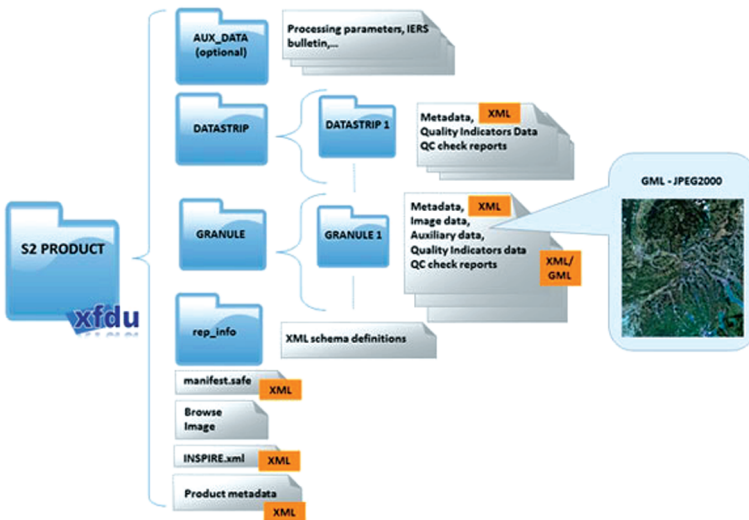 AUX_DATA
(optional)
Processing parameters, IERS
bulletin,...
DATASTRIP
DATASTRIP 1
Metadata,
XML
Quality Indicators Data
QC check reports
GML - JPEG2000
S2 PRODUCT
xfdu
GRANULE
GRANULE 1
Metadata,
XML
Image data,
Auxiliary data,
Quality Indicators data
QC check reports
XML/
GML
rep_info
XML schema definitions
manifest.safe
XML
Browse
Image
INSPIRE.xml
XML
Product metadata
XML